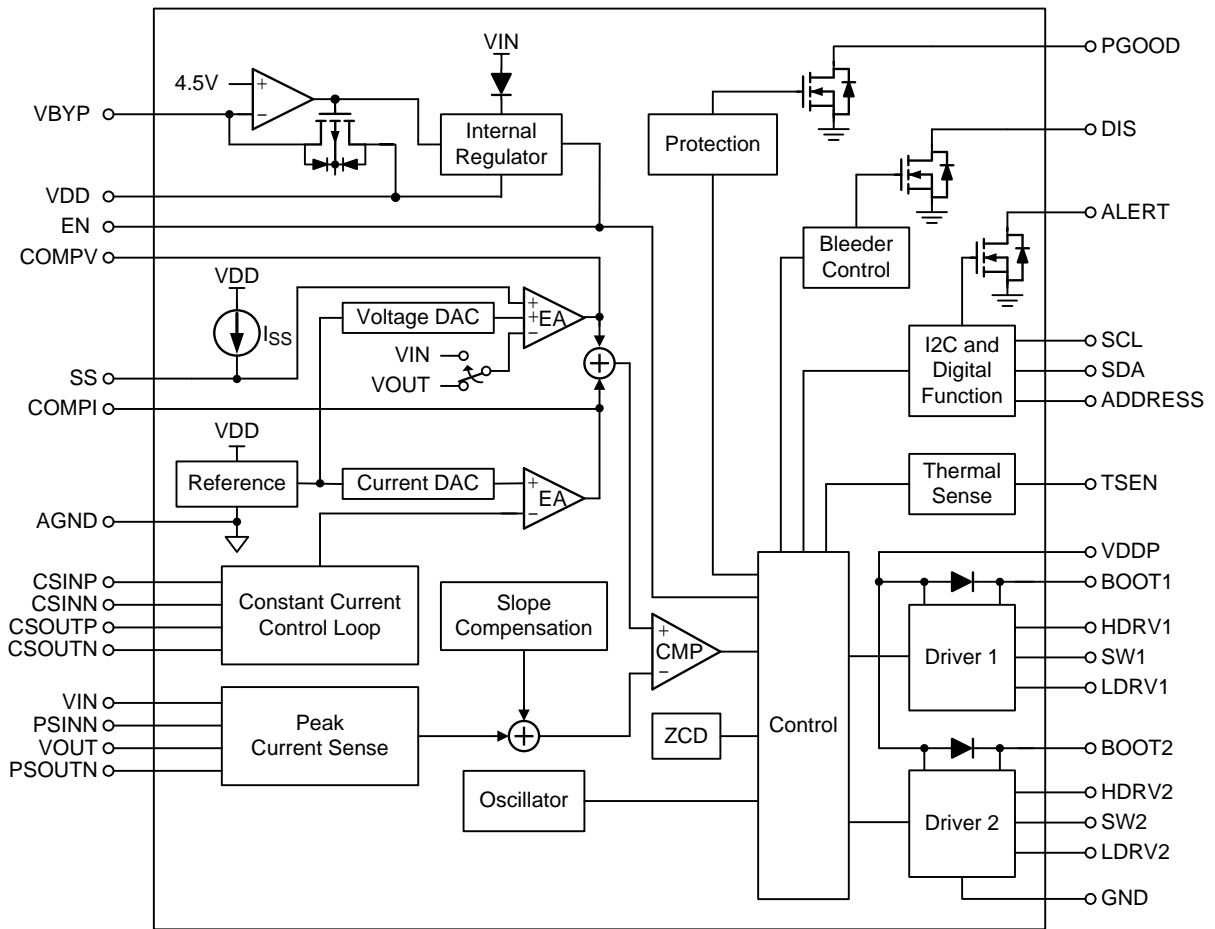 VIN
PGOOD
4.5V
+
−
VBYP
Internal
Regulator
Protection
DIS
VDD
EN
ALERT
COMPV
Bleeder
Control
VDD
ISS
Voltage DAC
+
+
−
EA
VIN
VOUT
+
I2C and
Digital
Function
SCL
SDA
ADDRESS
SS
COMPI
VDD
Reference
Current DAC
+
−
EA
Thermal
Sense
TSEN
AGND
VDDP
CSINP
CSINN
CSOUTP
CSOUTN
Constant Current
Control Loop
Slope
Compensation
+
CMP
−
BOOT1
Driver 1
HDRV1
SW1
LDRV1
VIN
PSINN
VOUT
PSOUTN
Peak
Current Sense
+
ZCD
Control
BOOT2
Oscillator
Driver 2
HDRV2
SW2
LDRV2
GND